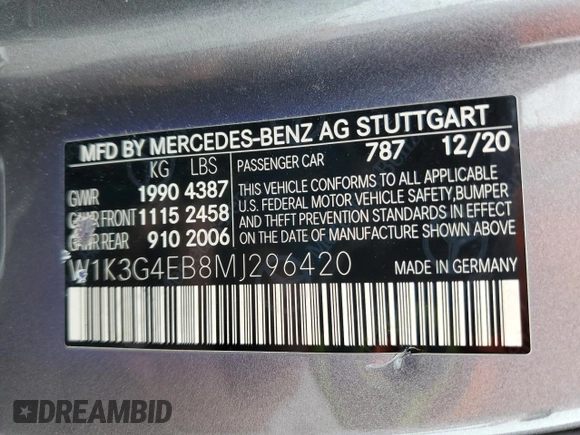 MFD BY MERCEDES-BENZ AG STUTTGART
KG LBS PASSENGER CAR 787 12/20
GVWR 1990 4387
GAWR FRONT 1115 2458
GAWR REAR 910 2006
THIS VEHICLE CONFORMS TO ALL APPLICABLE
U.S. FEDERAL MOTOR VEHICLE SAFETY, BUMPER
AND THEFT PREVENTION STANDARDS IN EFFECT
ON THE DATE OF MANUFACTURE SHOWN ABOVE.
W1K3G4EB8MJ296420 MADE IN GERMANY
DREAMBID